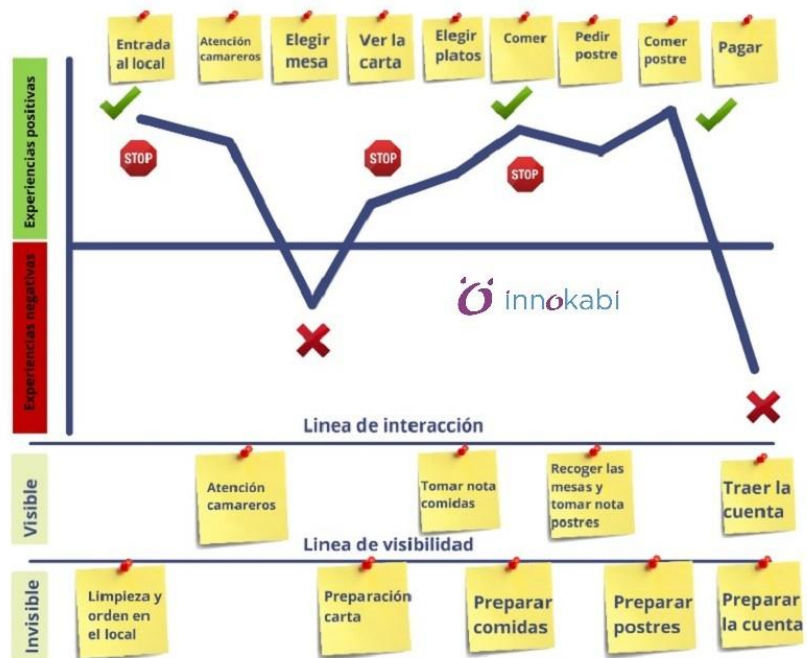 Entrada
al local
Atención
camareros
Elegir
mesa
Ver la
carta
Elegir
platos
Comer
Pedir
postre
Comer
postre
Pagar
Experiencias positivas
STOP
STOP
STOP
Experiencias negativas
innokabi
Linea de interacción
Visible
Atención
camareros
Tomar nota
comidas
Recoger las
mesas y
tomar nota
postres
Traer la
cuenta
Linea de visibilidad
Invisible
Limpieza y
orden en
el local
Preparación
carta
Preparar
comidas
Preparar
postres
Preparar
la cuenta